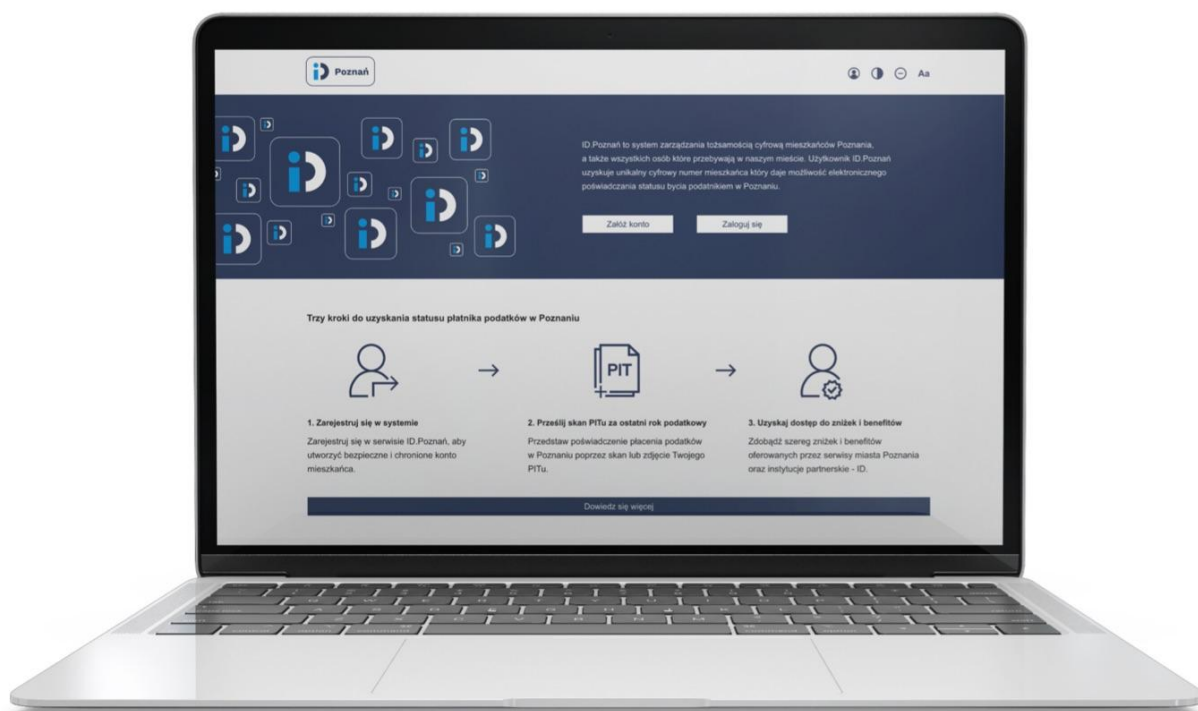 iD Poznań
Aa
ID.Poznań to system zarządzania tożsamością cyfrową mieszkańców Poznania,
a także wszystkich osób które przebywają w naszym mieście. Użytkownik ID.Poznań
uzyskuje unikalny cyfrowy numer mieszkańca który daje możliwość elektronicznego
poświadczania statusu bycia podatnikiem w Poznaniu.
Załóż konto
Zaloguj się
Trzy kroki do uzyskania statusu płatnika podatków w Poznaniu
PIT
1. Zarejestruj się w systemie
Zarejestruj się w serwisie ID.Poznań, aby
utworzyć bezpieczne i chronione konto
mieszkańca.
2. Prześlij skan PITu za ostatni rok podatkowy
Przedstaw poświadczenie płacenia podatków
w Poznaniu poprzez skan lub zdjęcie Twojego
PITu.
3. Uzyskaj dostęp do zniżek i benefitów
Zdobądź szereg zniżek i benefitów
oferowanych przez serwisy miasta Poznania
oraz instytucje partnerskie - ID.
Dowiedz się więcej